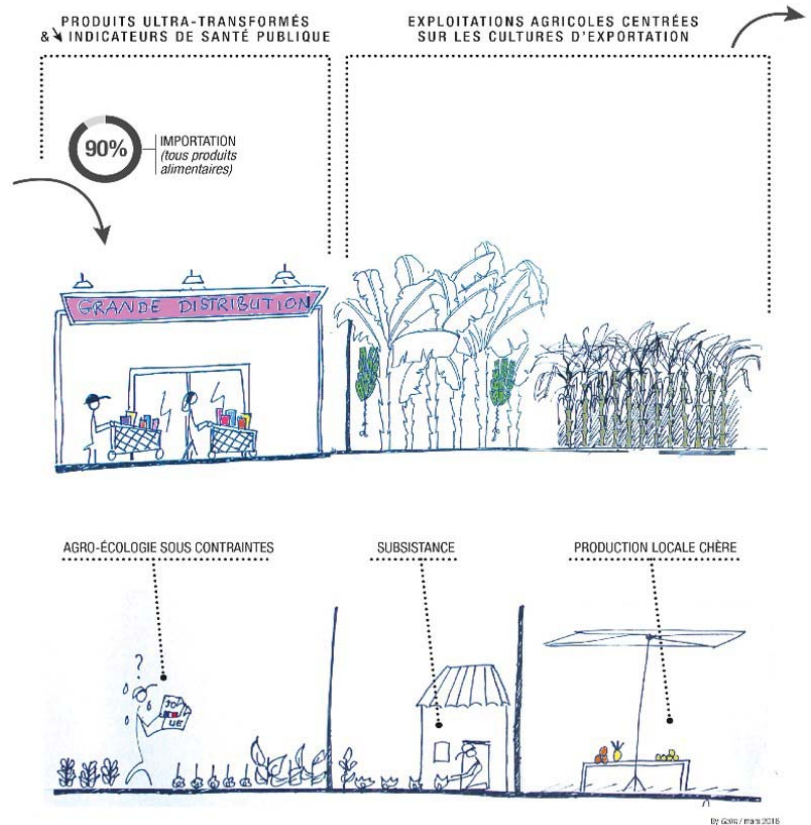 PRODUITS ULTRA-TRANSFORMÉS
& ↘ INDICATEURS DE SANTÉ PUBLIQUE
EXPLOITATIONS AGRICOLES CENTRÉES
SUR LES CULTURES D'EXPORTATION
90%
IMPORTATION
(tous produits
alimentaires)
GRANDE DISTRIBUTION
AGRO-ÉCOLOGIE SOUS CONTRAINTES
SUBSISTANCE
PRODUCTION LOCALE CHÈRE
?
JO
UE
/ mars 2018